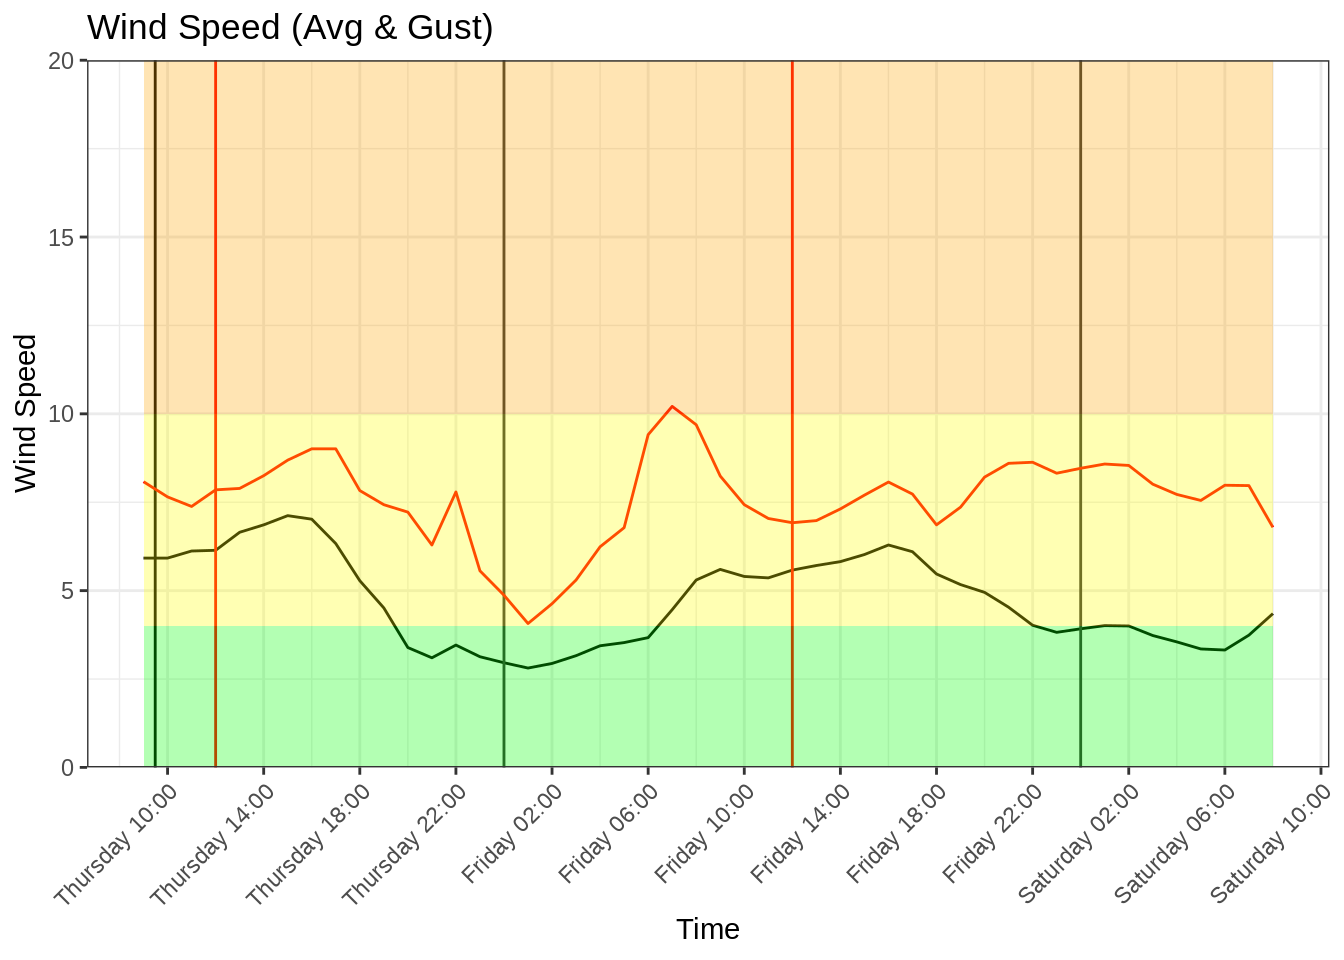 Wind Speed (Avg & Gust)
20
15
10
5
0
Wind Speed
Thursday 10:00
Thursday 14:00
Thursday 18:00
Thursday 22:00
Friday 02:00
Friday 06:00
Friday 10:00
Friday 14:00
Friday 18:00
Friday 22:00
Saturday 02:00
Saturday 06:00
Saturday 10:00
Time